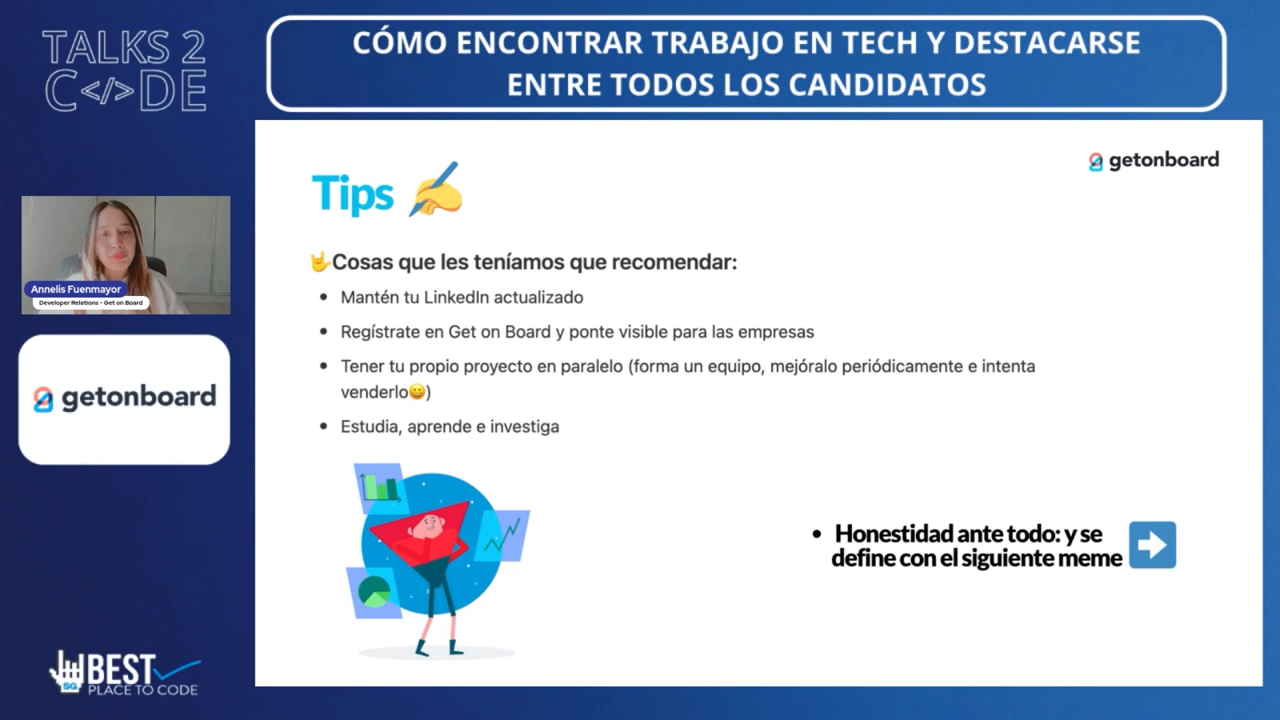 TALKS 2
C</>DE
CÓMO ENCONTRAR TRABAJO EN TECH Y DESTACARSE
ENTRE TODOS LOS CANDIDATOS
getonboard
Tips ✍️
🤟Cosas que les teníamos que recomendar:
• Mantén tu LinkedIn actualizado
• Regístrate en Get on Board y ponte visible para las empresas
• Tener tu propio proyecto en paralelo (forma un equipo, mejóralo periódicamente e intenta
venderlo😀)
• Estudia, aprende e investiga
• Honestidad ante todo: y se
define con el siguiente meme ➡️
Annelis Fuenmayor
Developer Relations - Get on Board
getonboard
SG
BEST
PLACE TO CODE